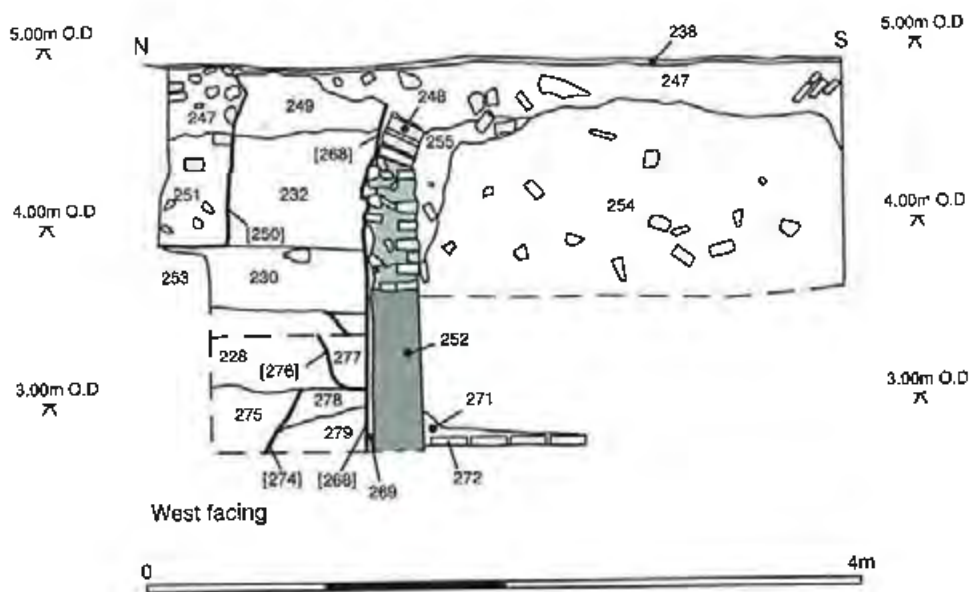 5.00m O.D
N
238
S
5.00m O.D
247
249
248
247
[268]
255
251
232
254
4.00m O.D
4.00m O.D
[250]
253
230
252
228
277
[276]
3.00m O.D
3.00m O.D
278
275
271
279
[274]
[268]
269
272
West facing
0
4m